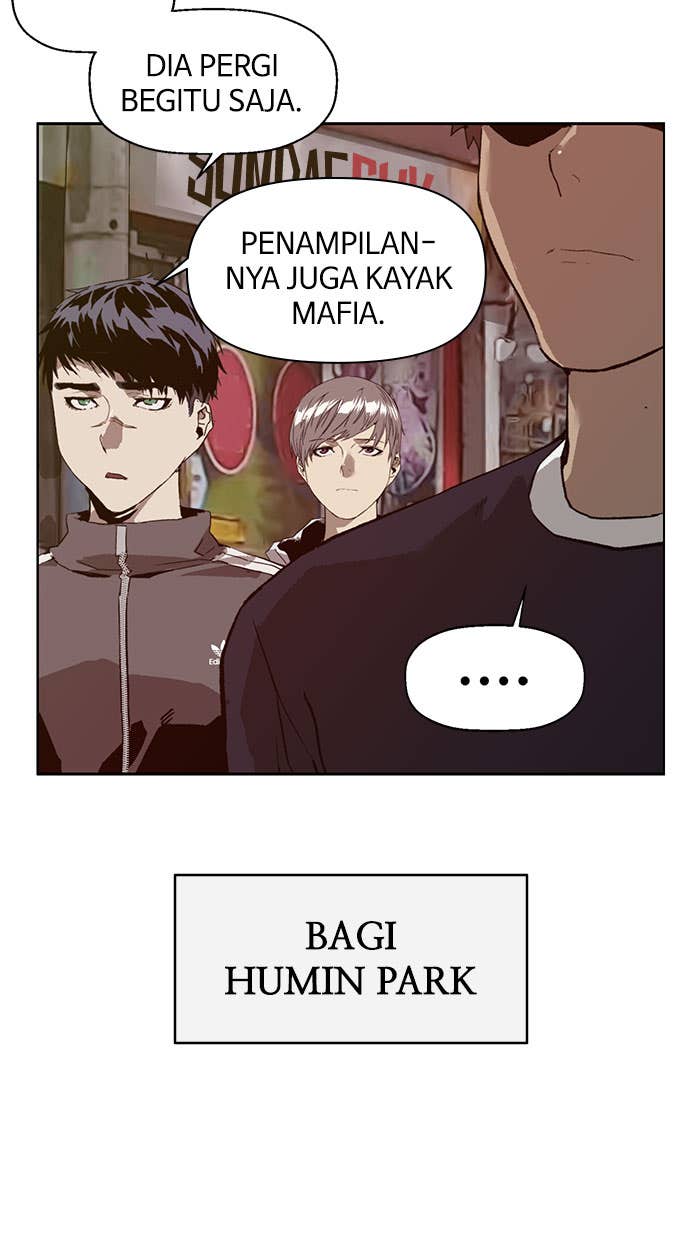 DIA PERGI
BEGITU SAJA.
PENAMPILAN-
NYA JUGA KAYAK
MAFIA.
....
BAGI
HUMIN PARK